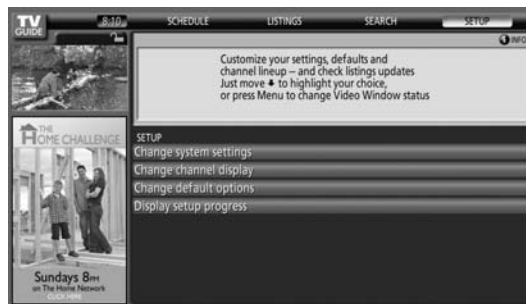 TV
GUIDE
8:10
SCHEDULE
LISTINGS
SEARCH
SETUP
INFO
Customize your settings, defaults and
channel lineup – and check listings updates
Just move ⬇ to highlight your choice,
or press Menu to change Video Window status
THE
HOME CHALLENGE
SETUP
Change system settings
Change channel display
Change default options
Display setup progress
Sundays 8PM
on The Home Network
CLICK HERE